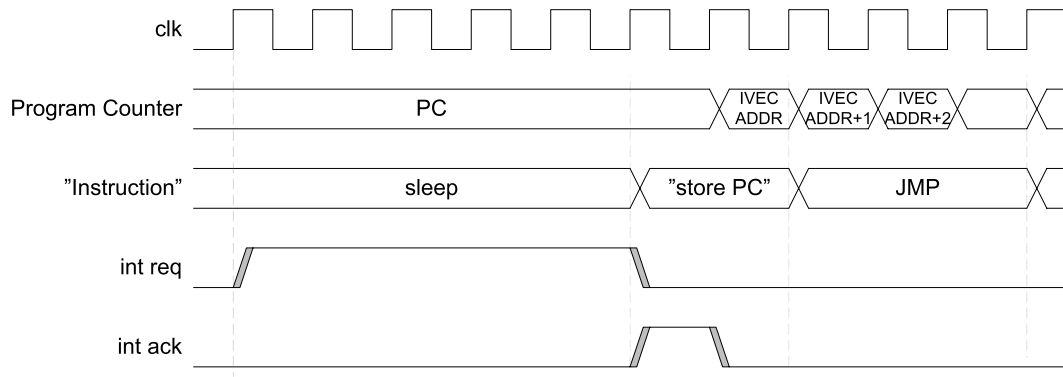 clk
Program Counter
PC
IVEC
ADDR
IVEC
ADDR+1
IVEC
ADDR+2
”Instruction”
sleep
”store PC”
JMP
int req
int ack